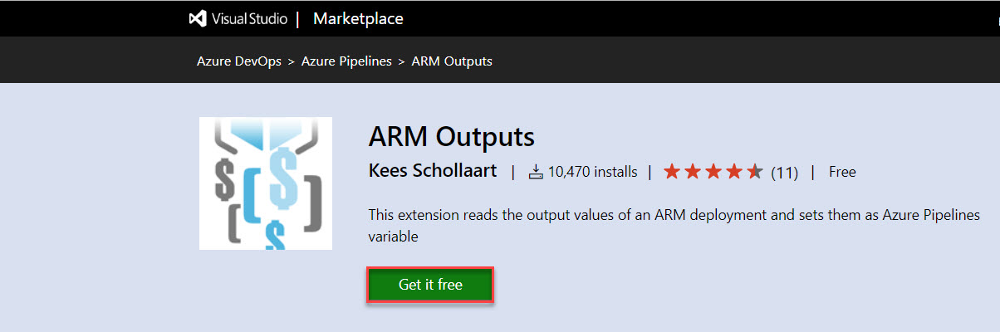 Visual Studio | Marketplace
Azure DevOps > Azure Pipelines > ARM Outputs
ARM Outputs
Kees Schollaart | 10,470 installs | (11) | Free
This extension reads the output values of an ARM deployment and sets them as Azure Pipelines
variable
Get it free
$ $
{ ( ]
$